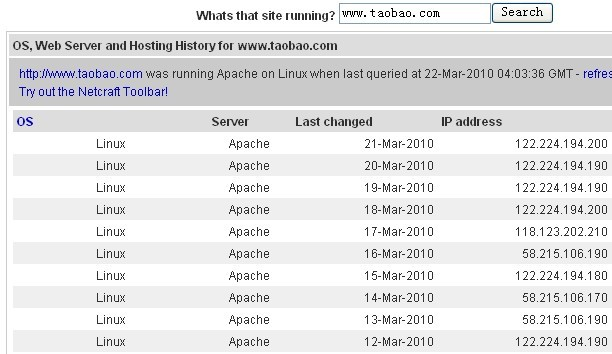 Whats that site running? www.taobao.com Search
OS, Web Server and Hosting History for www.taobao.com
http://www.taobao.com was running Apache on Linux when last queried at 22-Mar-2010 04:03:36 GMT - refres
Try out the Netcraft Toolbar!
OS Server Last changed IP address
Linux Apache 21-Mar-2010 122.224.194.200
Linux Apache 20-Mar-2010 122.224.194.190
Linux Apache 19-Mar-2010 122.224.194.190
Linux Apache 18-Mar-2010 122.224.194.200
Linux Apache 17-Mar-2010 118.123.202.210
Linux Apache 16-Mar-2010 58.215.106.190
Linux Apache 15-Mar-2010 122.224.194.180
Linux Apache 14-Mar-2010 58.215.106.170
Linux Apache 13-Mar-2010 58.215.106.190
Linux Apache 12-Mar-2010 122.224.194.190